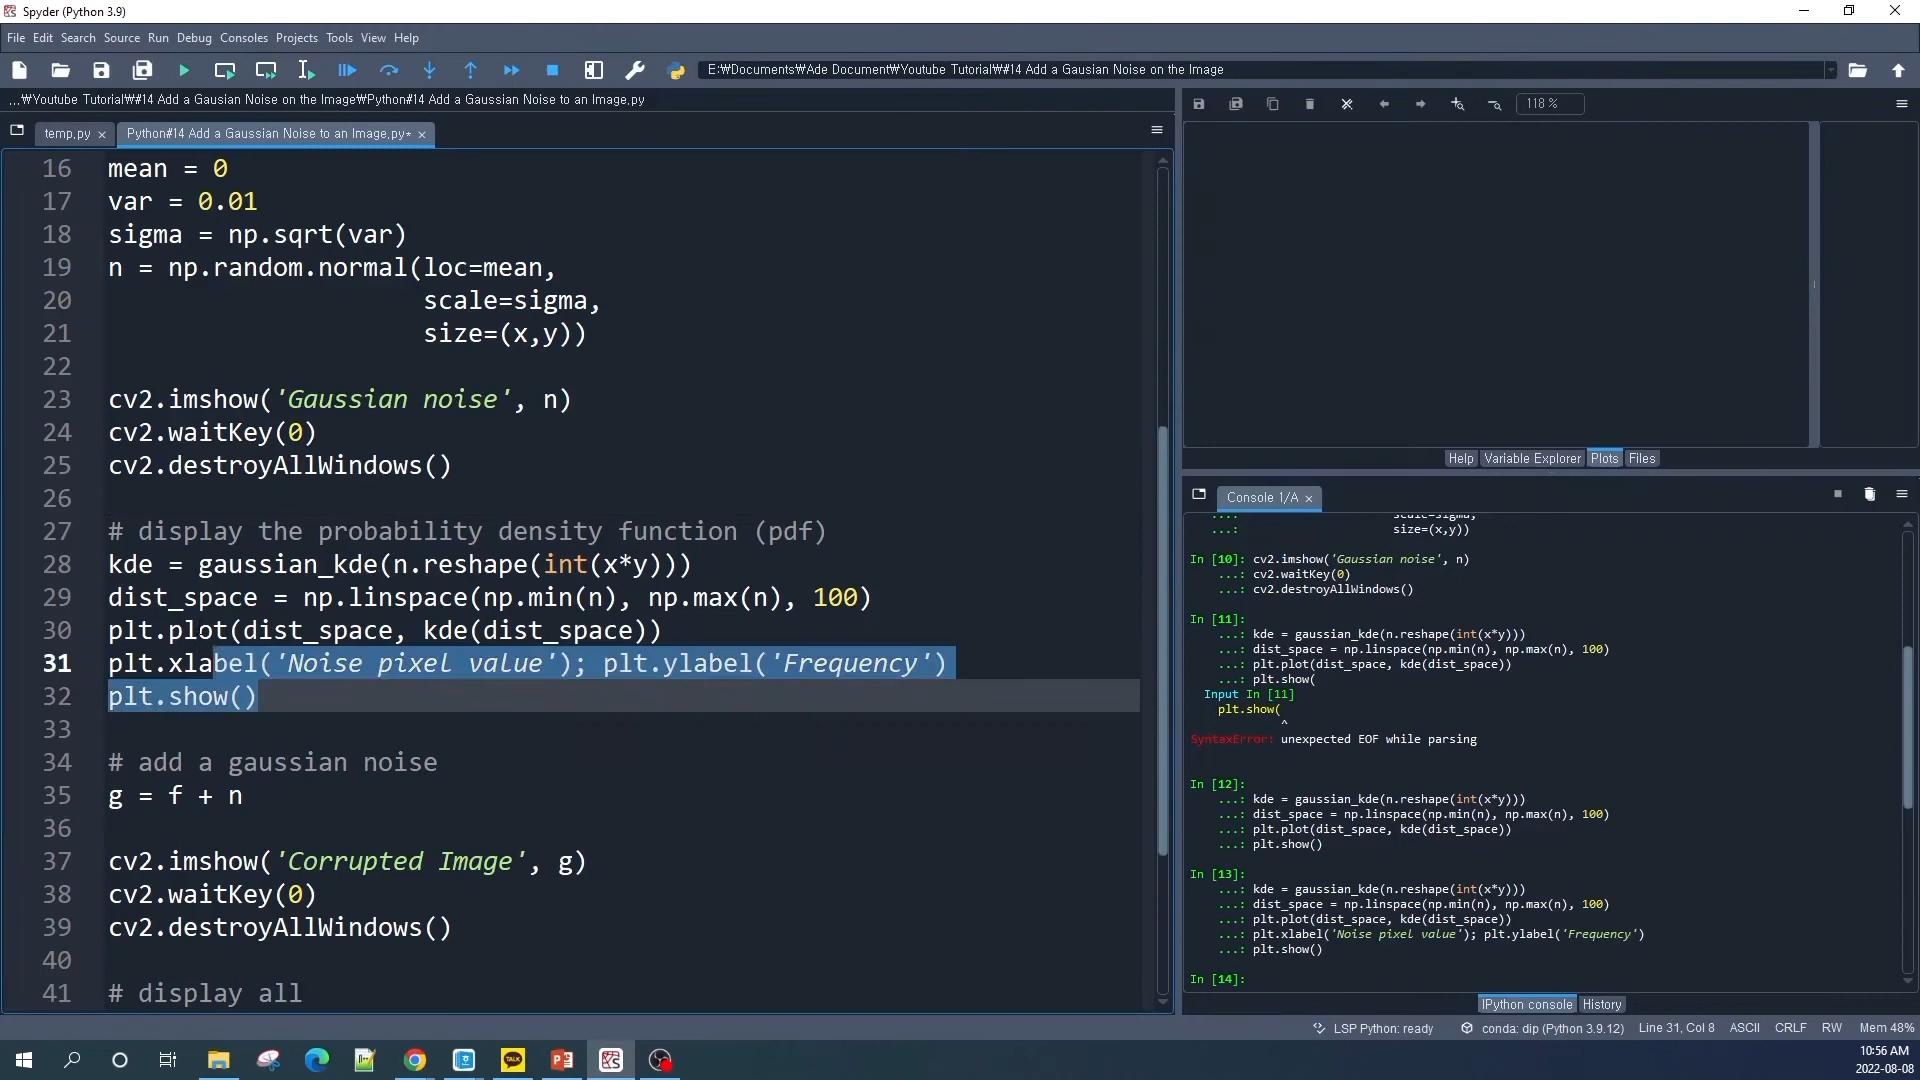 Spyder (Python 3.9)
File Edit Search Source Run Debug Consoles Projects Tools View Help
E:₩Documents₩Ade Document₩Youtube Tutorial₩#14 Add a Gausian Noise on the Image
...₩Youtube Tutorial₩#14 Add a Gausian Noise on the Image₩Python#14 Add a Gaussian Noise to an Image.py
temp.py
Python#14 Add a Gaussian Noise to an Image.py*
16 mean = 0
17 var = 0.01
18 sigma = np.sqrt(var)
19 n = np.random.normal(loc=mean,
20 scale=sigma,
21 size=(x,y))
22
23 cv2.imshow('Gaussian noise', n)
24 cv2.waitKey(0)
25 cv2.destroyAllWindows()
26
27 # display the probability density function (pdf)
28 kde = gaussian_kde(n.reshape(int(x*y)))
29 dist_space = np.linspace(np.min(n), np.max(n), 100)
30 plt.plot(dist_space, kde(dist_space))
31 plt.xlabel('Noise pixel value'); plt.ylabel('Frequency')
32 plt.show()
33
34 # add a gaussian noise
35 g = f + n
36
37 cv2.imshow('Corrupted Image', g)
38 cv2.waitKey(0)
39 cv2.destroyAllWindows()
40
41 # display all
118 %
Help Variable Explorer Plots Files
Console 1/A
...: scale=sigma,
...: size=(x,y))
In [10]: cv2.imshow('Gaussian noise', n)
...: cv2.waitKey(0)
...: cv2.destroyAllWindows()
In [11]:
...: kde = gaussian_kde(n.reshape(int(x*y)))
...: dist_space = np.linspace(np.min(n), np.max(n), 100)
...: plt.plot(dist_space, kde(dist_space))
...: plt.show(
Input In [11]
plt.show(
^
SyntaxError: unexpected EOF while parsing
In [12]:
...: kde = gaussian_kde(n.reshape(int(x*y)))
...: dist_space = np.linspace(np.min(n), np.max(n), 100)
...: plt.plot(dist_space, kde(dist_space))
...: plt.show()
In [13]:
...: kde = gaussian_kde(n.reshape(int(x*y)))
...: dist_space = np.linspace(np.min(n), np.max(n), 100)
...: plt.plot(dist_space, kde(dist_space))
...: plt.xlabel('Noise pixel value'); plt.ylabel('Frequency')
...: plt.show()
In [14]:
IPython console History
LSP Python: ready conda: dip (Python 3.9.12) Line 31, Col 8 ASCII CRLF RW Mem 48%
TALK
10:56 AM
2022-08-08